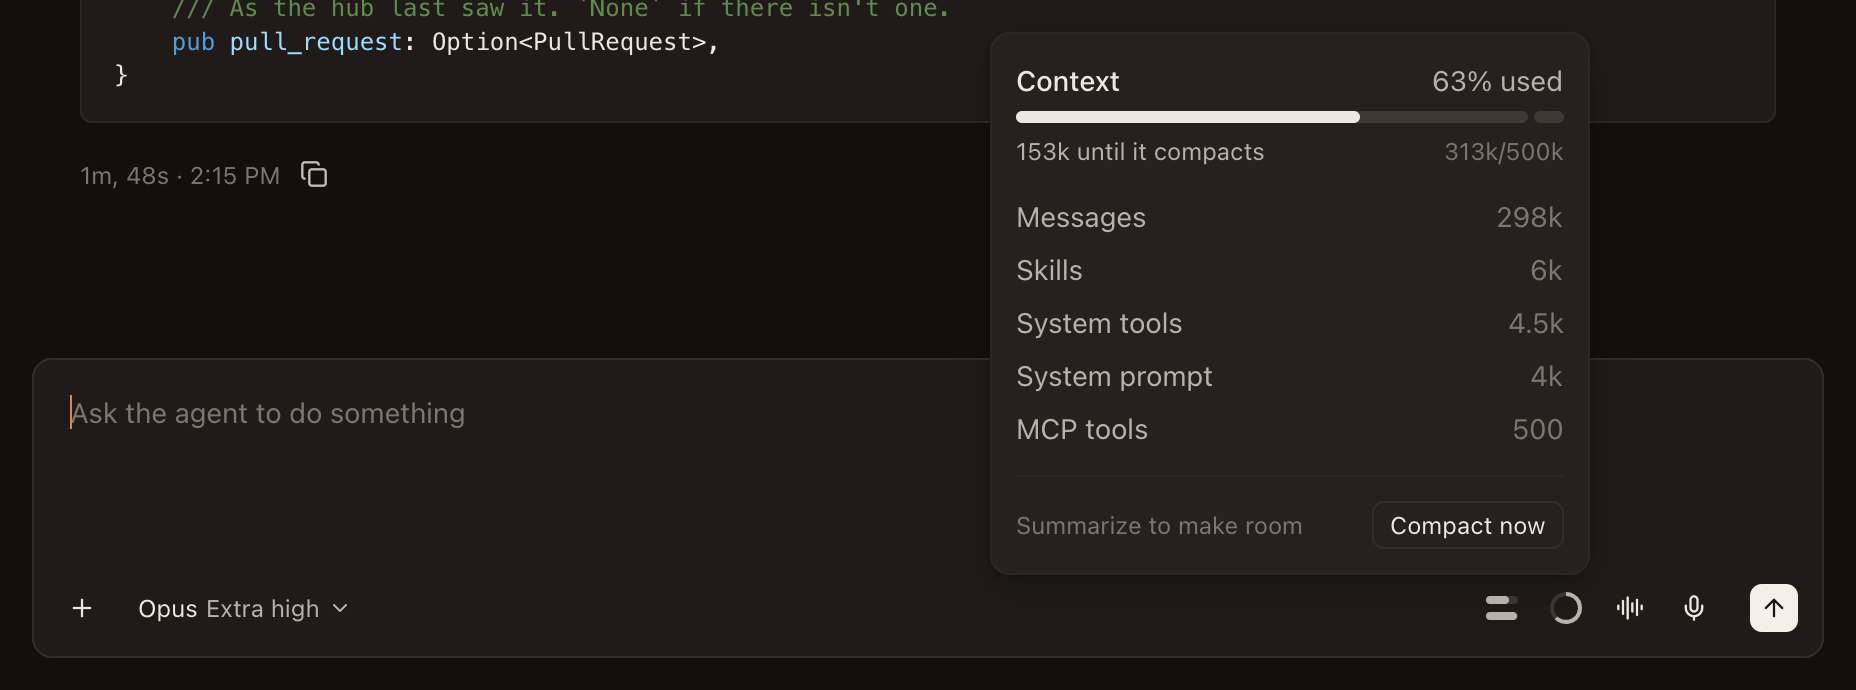 /// As the hub last saw it. `None` if there isn't one.
pub pull_request: Option<PullRequest>,
}
1m, 48s · 2:15 PM
Context 63% used
153k until it compacts 313k/500k
Messages 298k
Skills 6k
System tools 4.5k
System prompt 4k
MCP tools 500
Summarize to make room Compact now
Ask the agent to do something
Opus Extra high